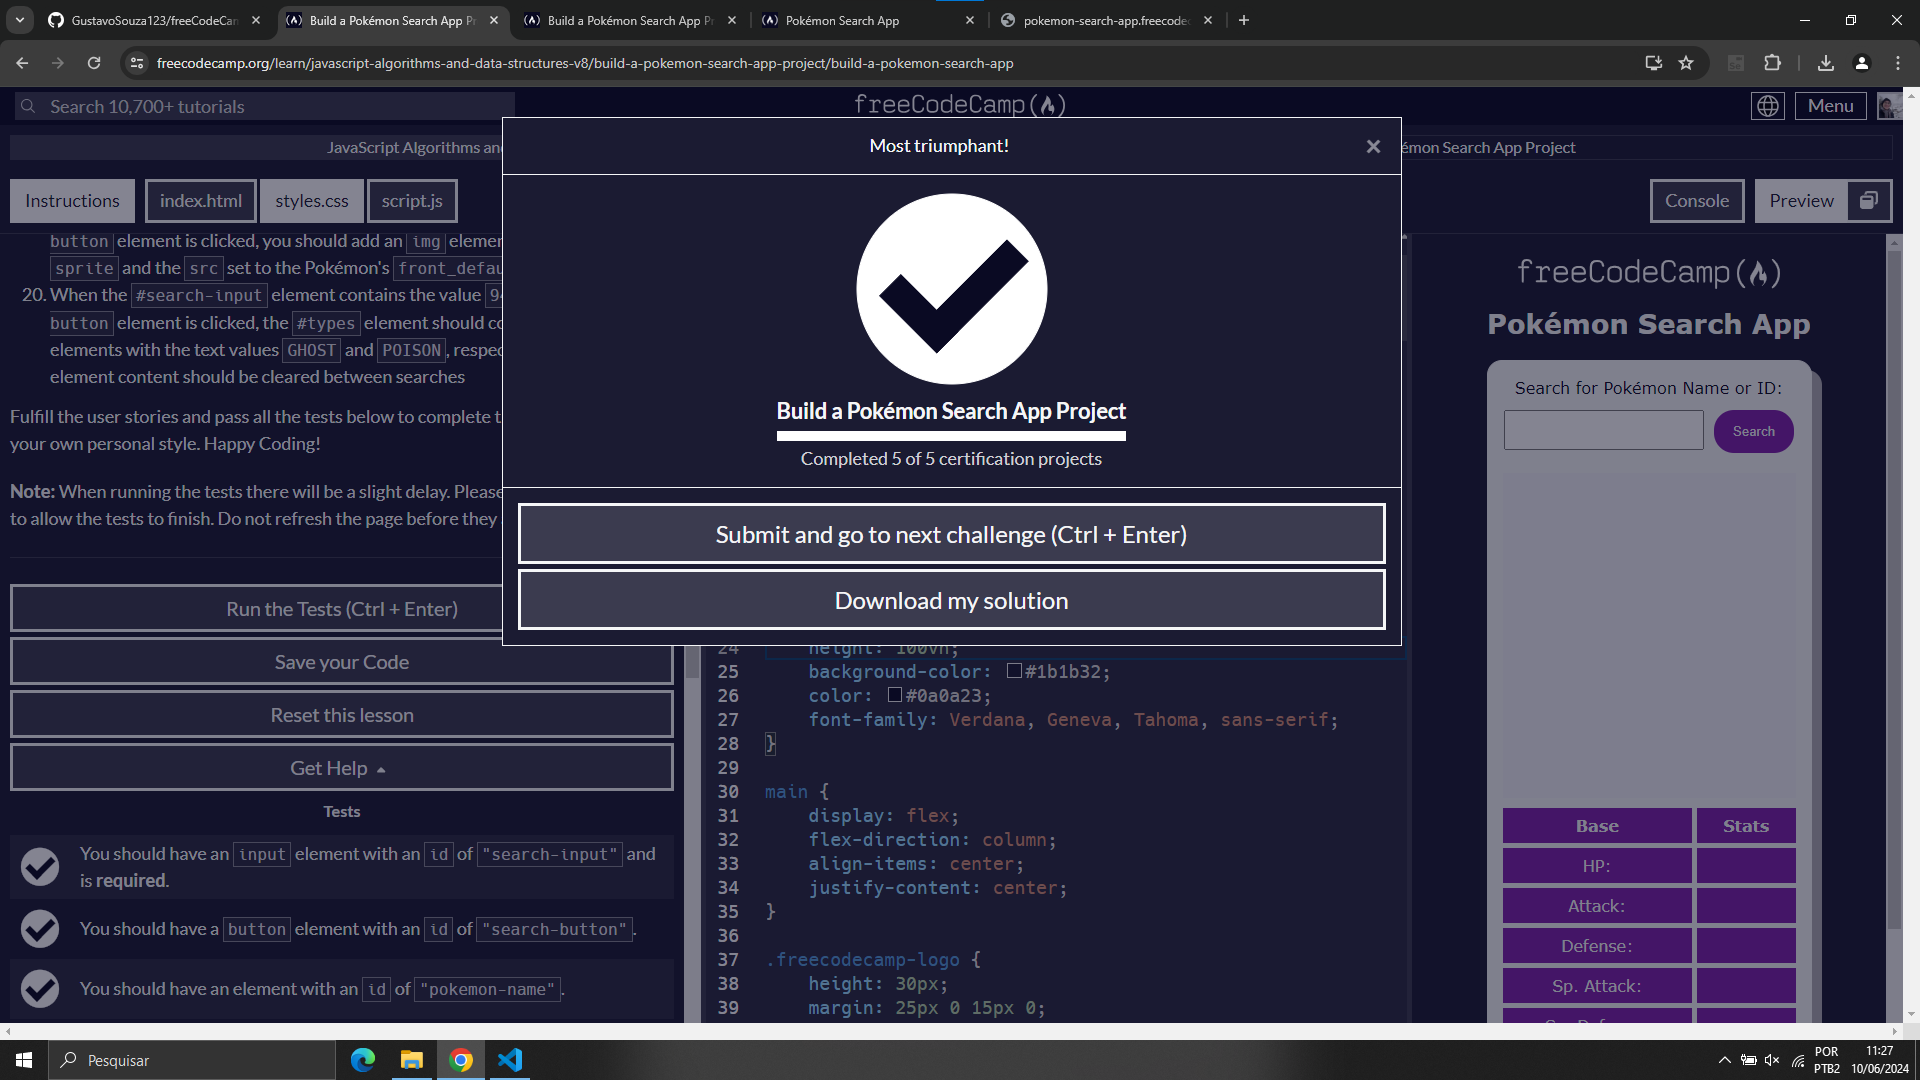 GustavoSouza123/freeCodeCam
Build a Pokémon Search App P
Build a Pokémon Search App P
Pokémon Search App
pokemon-search-app.freecodec
freecodecamp.org/learn/javascript-algorithms-and-data-structures-v8/build-a-pokemon-search-app-project/build-a-pokemon-search-app
Search 10,700+ tutorials
freeCodeCamp
Menu
JavaScript Algorithms an
émon Search App Project
Most triumphant!
Instructions
index.html
styles.css
script.js
Console
Preview
button element is clicked, you should add an img elemen
sprite and the src set to the Pokémon's front_defau
20. When the #search-input element contains the value 94
button element is clicked, the #types element should co
elements with the text values GHOST and POISON, respec
element content should be cleared between searches
Fulfill the user stories and pass all the tests below to complete t
your own personal style. Happy Coding!
Note: When running the tests there will be a slight delay. Please
to allow the tests to finish. Do not refresh the page before they
Run the Tests (Ctrl + Enter)
Save your Code
Reset this lesson
Get Help
Tests
You should have an input element with an id of "search-input" and
is required.
You should have a button element with an id of "search-button".
You should have an element with an id of "pokemon-name".
Build a Pokémon Search App Project
Completed 5 of 5 certification projects
Submit and go to next challenge (Ctrl + Enter)
Download my solution
24 height: 100vh;
25 background-color: #1b1b32;
26 color: #0a0a23;
27 font-family: Verdana, Geneva, Tahoma, sans-serif;
28 }
29
30 main {
31 display: flex;
32 flex-direction: column;
33 align-items: center;
34 justify-content: center;
35 }
36
37 .freecodecamp-logo {
38 height: 30px;
39 margin: 25px 0 15px 0;
freeCodeCamp
Pokémon Search App
Search for Pokémon Name or ID:
Search
Base Stats
HP:
Attack:
Defense:
Sp. Attack:
Pesquisar
POR
PTB2
11:27
10/06/2024